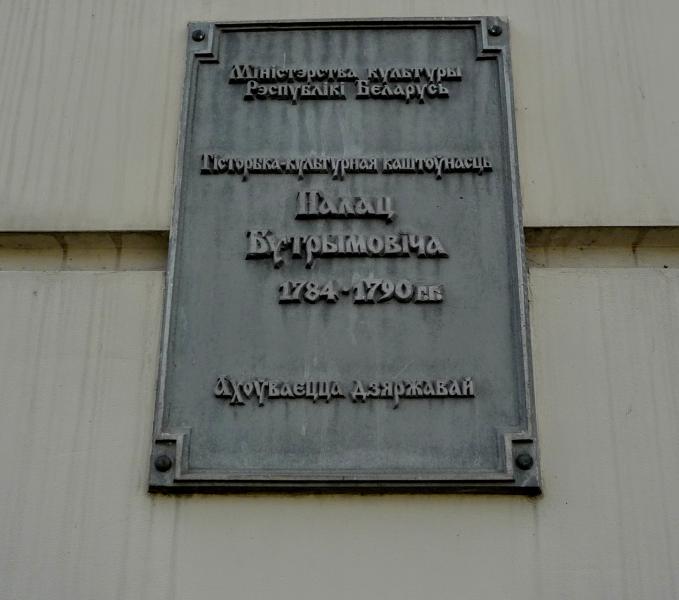 Міністэрства культуры
Рэспублікі Беларусь
Гісторыка-культурная каштоўнасць
Палац
Бутрымовіча
1784-1790 гг.
Ахоўваецца дзяржавай